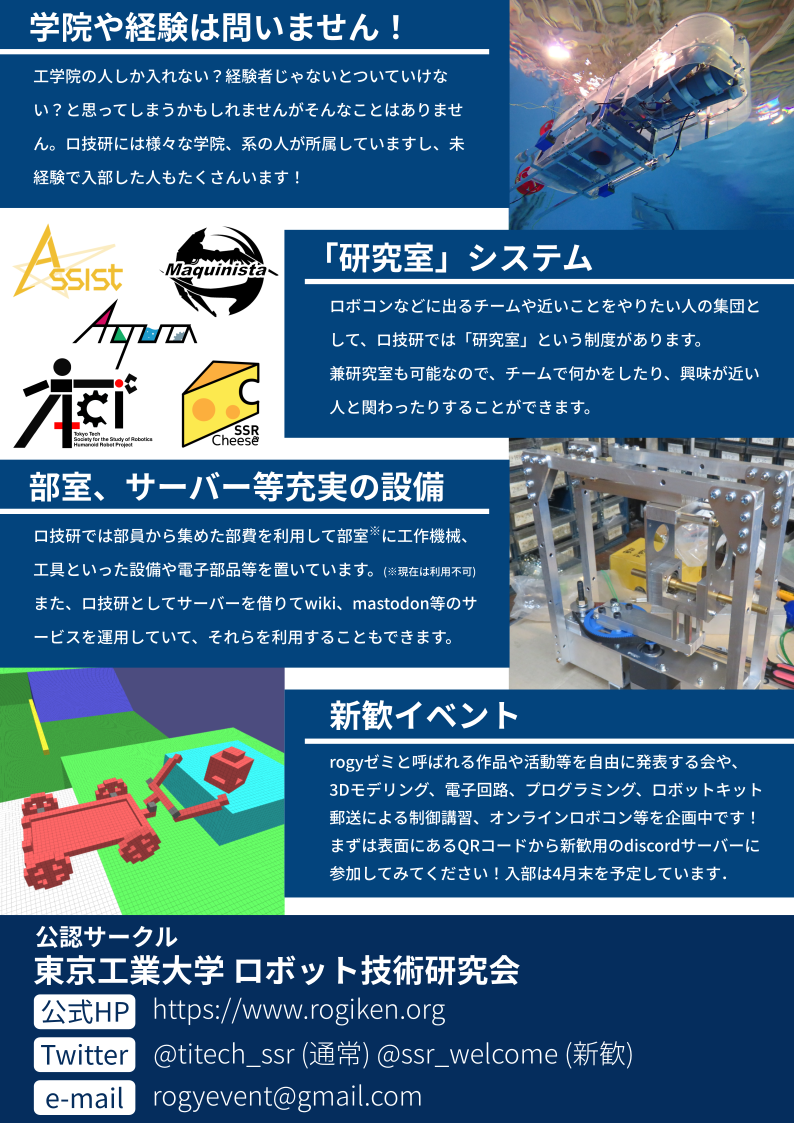 学院や経験は問いません！
工学院の人しか入れない？経験者じゃないとついていけな
い？と思ってしまうかもしれませんがそんなことはありませ
ん。ロ技研には様々な学院、系の人が所属していますし、未
経験で入部した人もたくさんいます！
Assist
Maquinista
Aqura
「研究室」システム
ロボコンなどに出るチームや近いことをやりたい人の集団と
して、ロ技研では「研究室」という制度があります。
兼研究室も可能なので、チームで何かをしたり、興味が近い
人と関わったりすることができます。
Tokyo Tech
Society for the Study of Robotics
Humanoid Robot Project
SSR
Cheese
部室、サーバー等充実の設備
ロ技研では部員から集めた部費を利用して部室※に工作機械、
工具といった設備や電子部品等を置いています。(※現在は利用不可)
また、ロ技研としてサーバーを借りてwiki、mastodon等のサ
ービスを運用していて、それらを利用することもできます。
新歓イベント
rogyゼミと呼ばれる作品や活動等を自由に発表する会や、
3Dモデリング、電子回路、プログラミング、ロボットキット
郵送による制御講習、オンラインロボコン等を企画中です！
まずは表面にあるQRコードから新歓用のdiscordサーバーに
参加してみてください！入部は4月末を予定しています．
公認サークル
東京工業大学 ロボット技術研究会
公式HP https://www.rogiken.org
Twitter @titech_ssr (通常) @ssr_welcome (新歓)
e-mail rogyevent@gmail.com